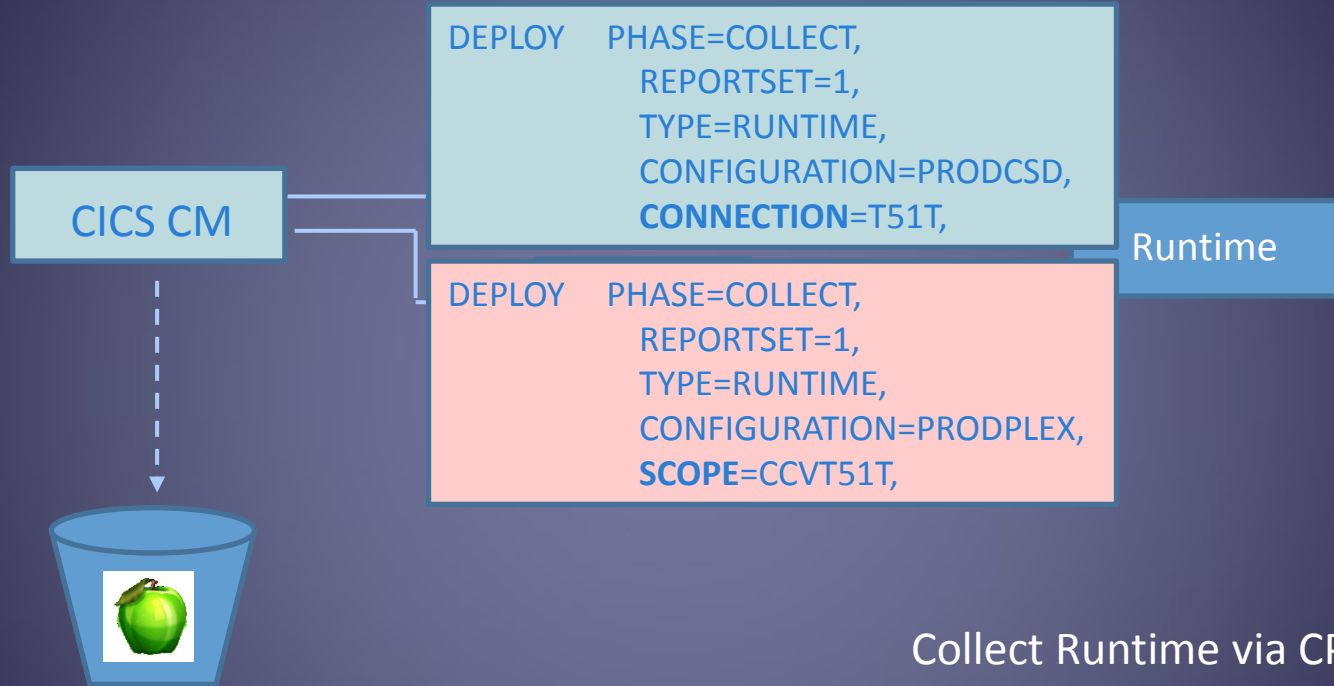 DEPLOY PHASE=COLLECT,
REPORTSET=1,
TYPE=RUNTIME,
CONFIGURATION=PRODCSD,
CONNECTION=T51T,
CICS CM
Runtime
DEPLOY PHASE=COLLECT,
REPORTSET=1,
TYPE=RUNTIME,
CONFIGURATION=PRODPLEX,
SCOPE=CCVT51T,
Collect Runtime via